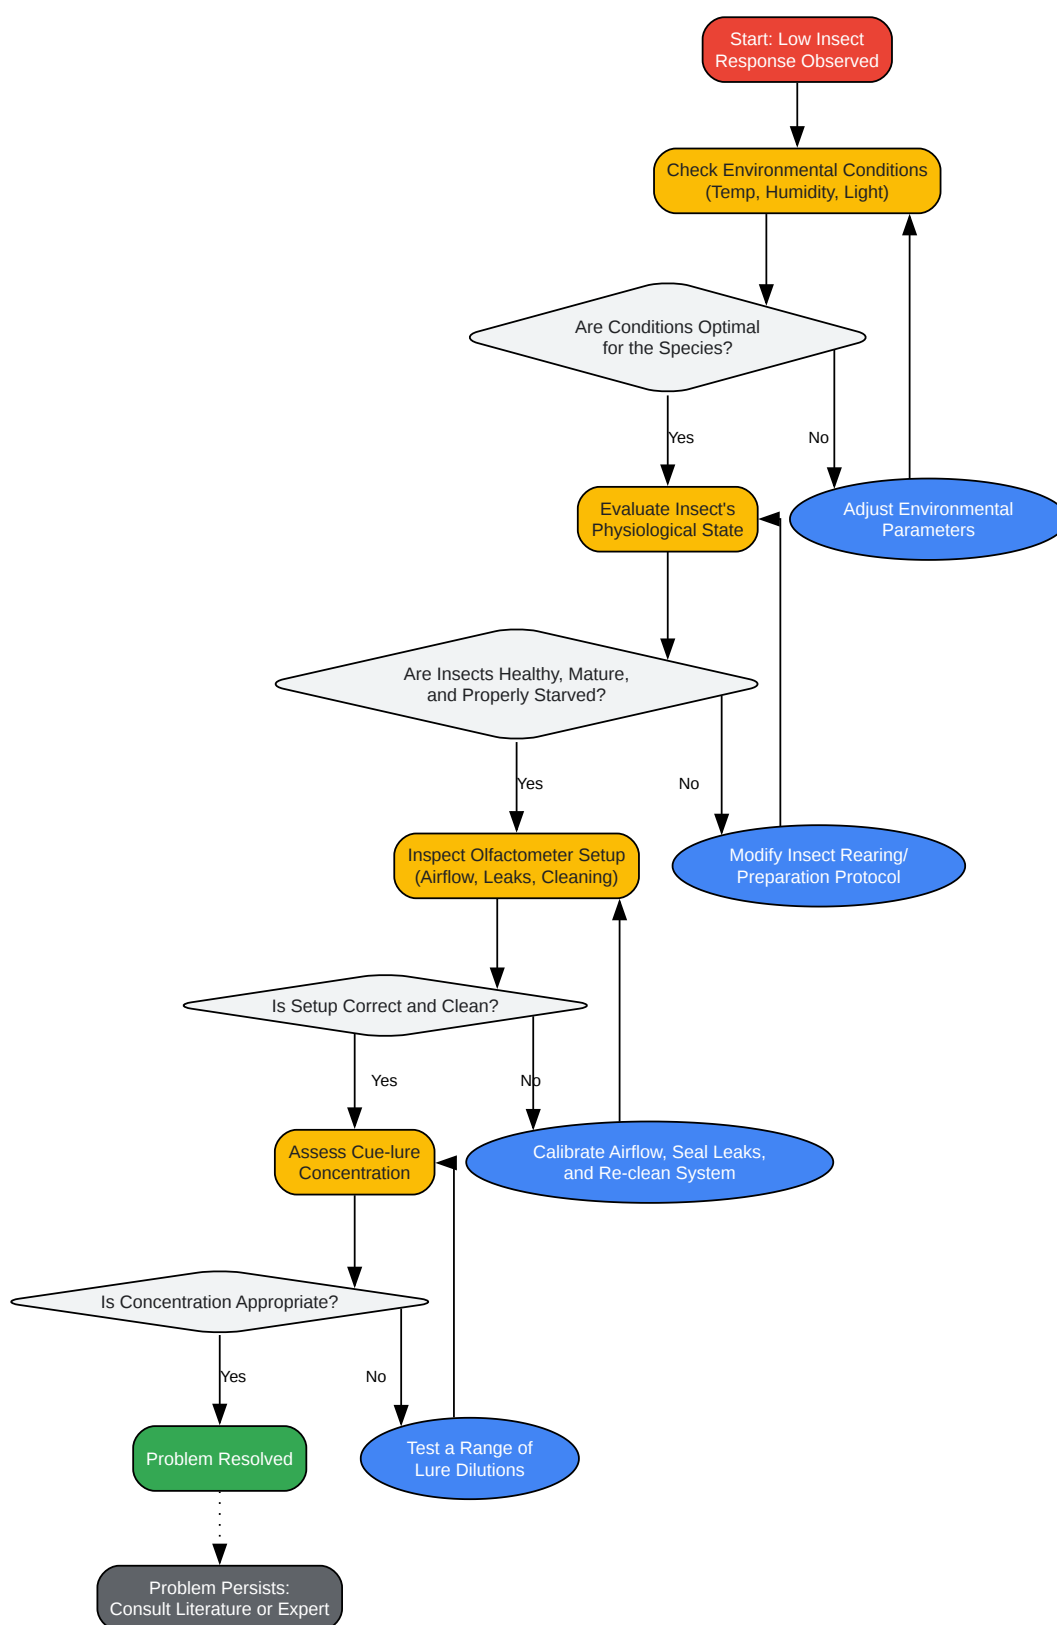 Start: Low Insect
Response Observed
Check Environmental Conditions
(Temp, Humidity, Light)
Are Conditions Optimal
for the Species?
Yes
No
Evaluate Insect's
Physiological State
Adjust Environmental
Parameters
Are Insects Healthy, Mature,
and Properly Starved?
Yes
No
Inspect Olfactometer Setup
(Airflow, Leaks, Cleaning)
Modify Insect Rearing/
Preparation Protocol
Is Setup Correct and Clean?
Yes
No
Assess Cue-lure
Concentration
Calibrate Airflow, Seal Leaks,
and Re-clean System
Is Concentration Appropriate?
Yes
No
Problem Resolved
Test a Range of
Lure Dilutions
Problem Persists:
Consult Literature or Expert